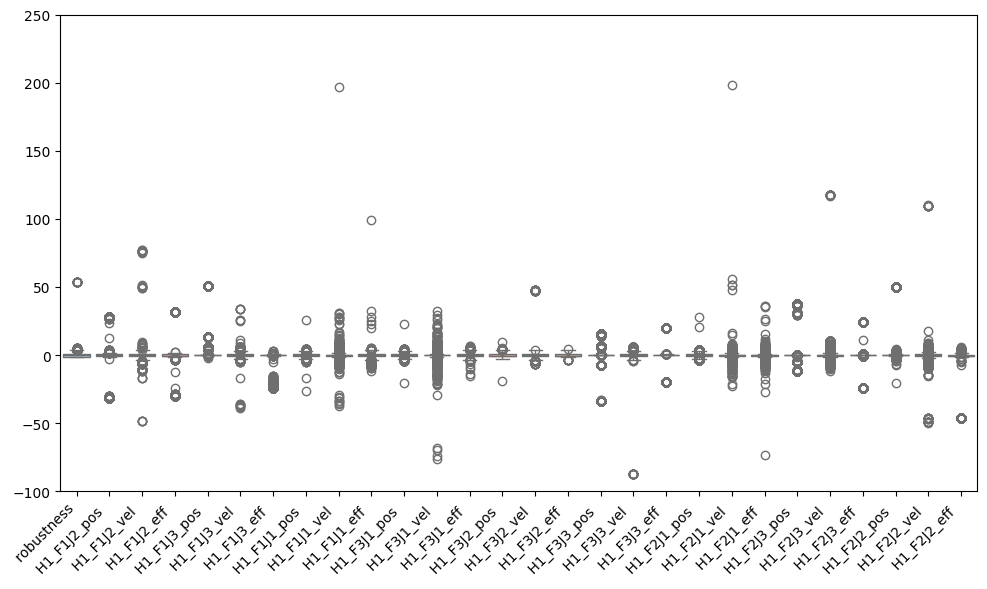 250
200
150
100
50
0
−50
−100
robustness
H1_F1J2_pos
H1_F1J2_vel
H1_F1J2_eff
H1_F1J3_pos
H1_F1J3_vel
H1_F1J3_eff
H1_F1J1_pos
H1_F1J1_vel
H1_F1J1_eff
H1_F3J1_pos
H1_F3J1_vel
H1_F3J1_eff
H1_F3J2_pos
H1_F3J2_vel
H1_F3J2_eff
H1_F3J3_pos
H1_F3J3_vel
H1_F3J3_eff
H1_F2J1_pos
H1_F2J1_vel
H1_F2J1_eff
H1_F2J3_pos
H1_F2J3_vel
H1_F2J3_eff
H1_F2J2_pos
H1_F2J2_vel
H1_F2J2_eff